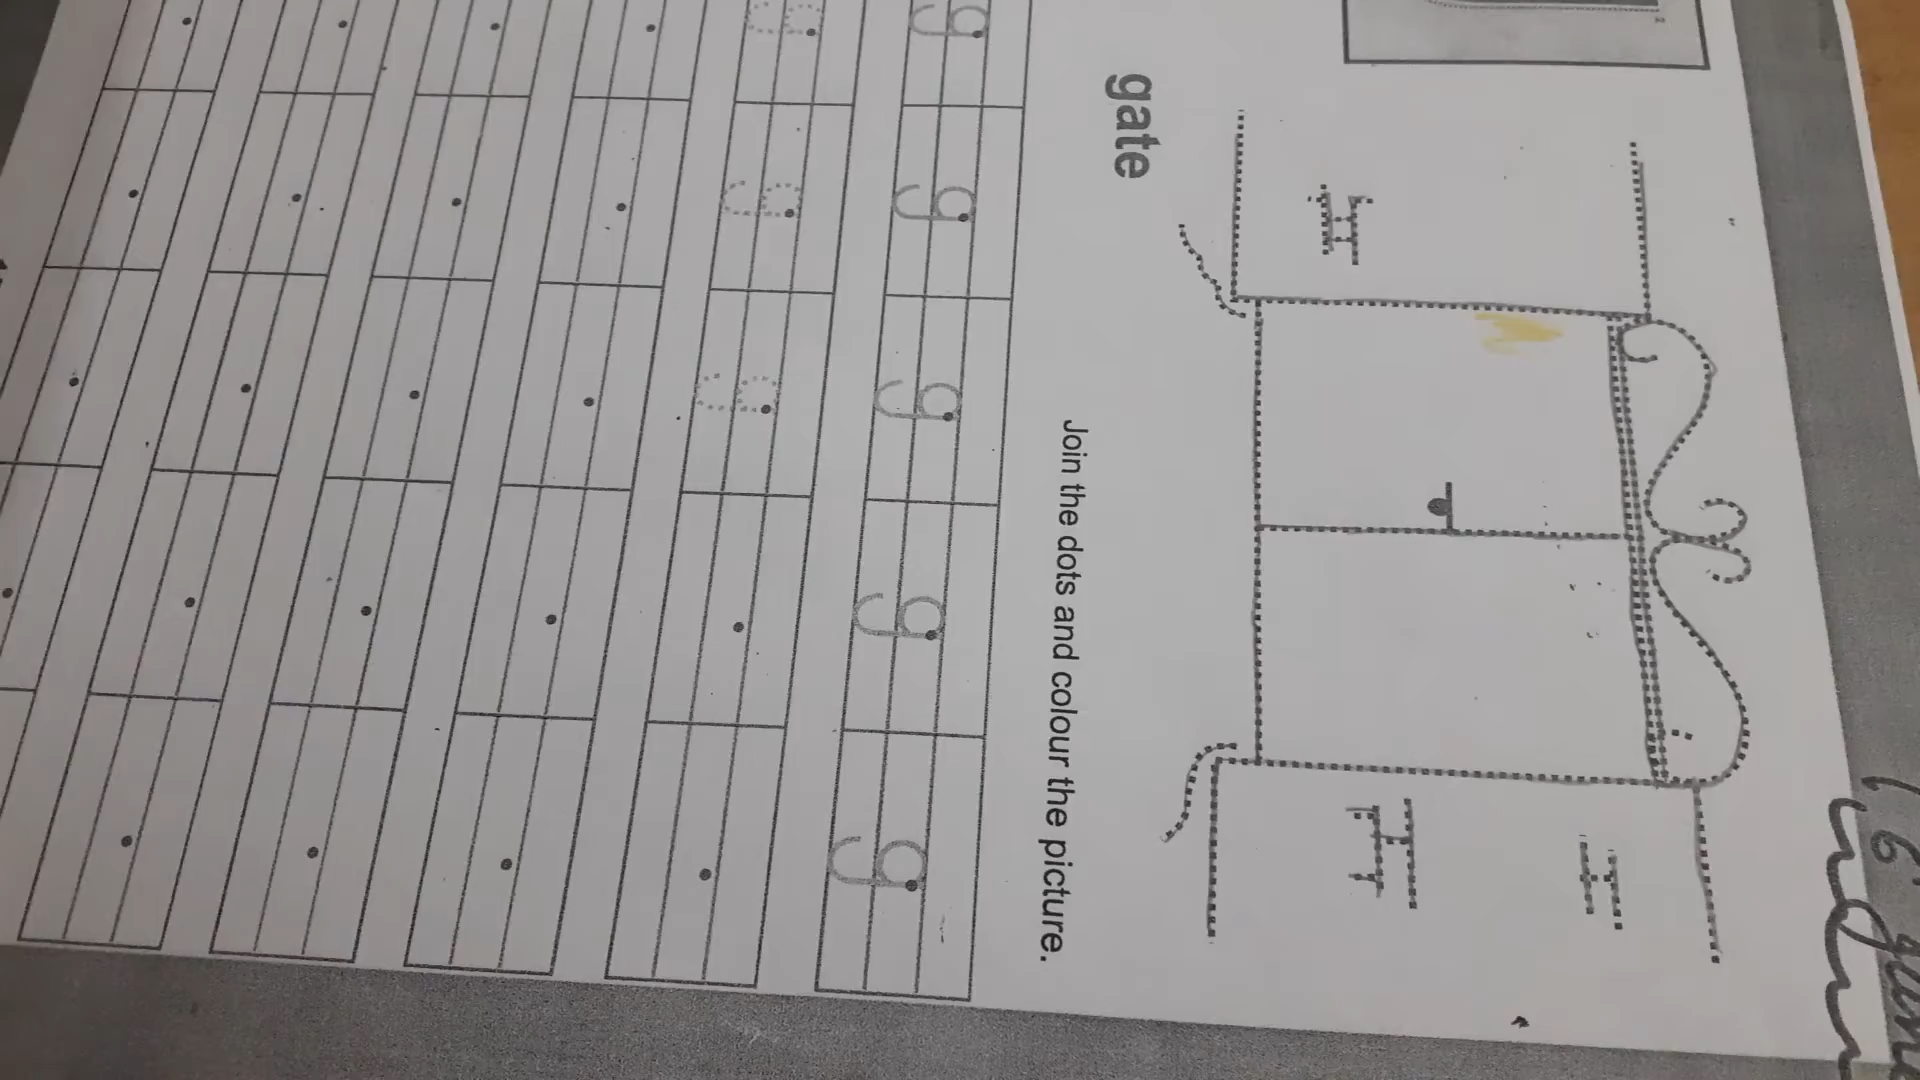 gate
Join the dots and colour the picture.
g g g g g
g g g